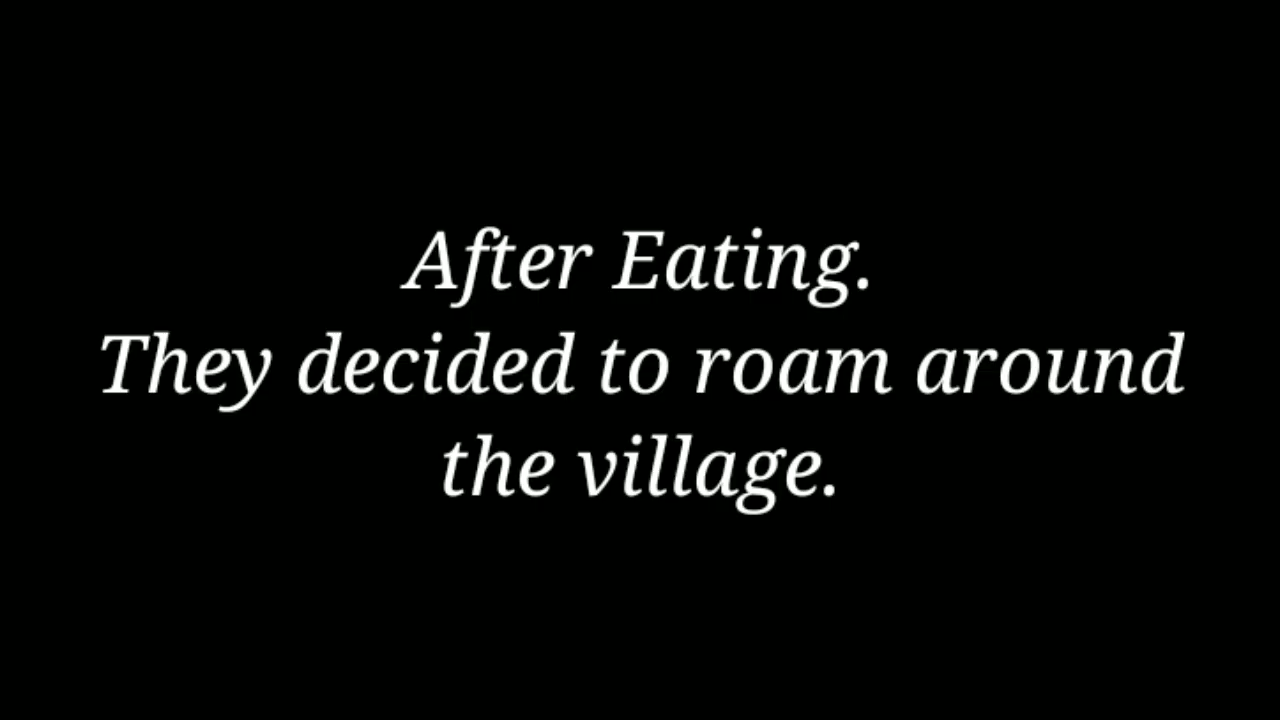 After Eating.
They decided to roam around
the village.